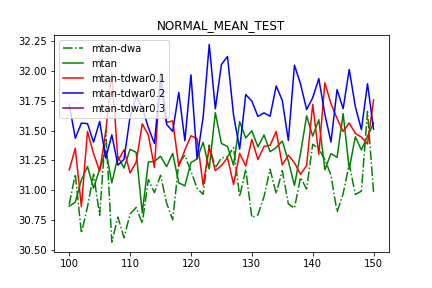 NORMAL_MEAN_TEST
32.25
32.00
31.75
31.50
31.25
31.00
30.75
30.50
mtan-dwa
mtan
mtan-tdwar0.1
mtan-tdwar0.2
mtan-tdwar0.3
100 110 120 130 140 150